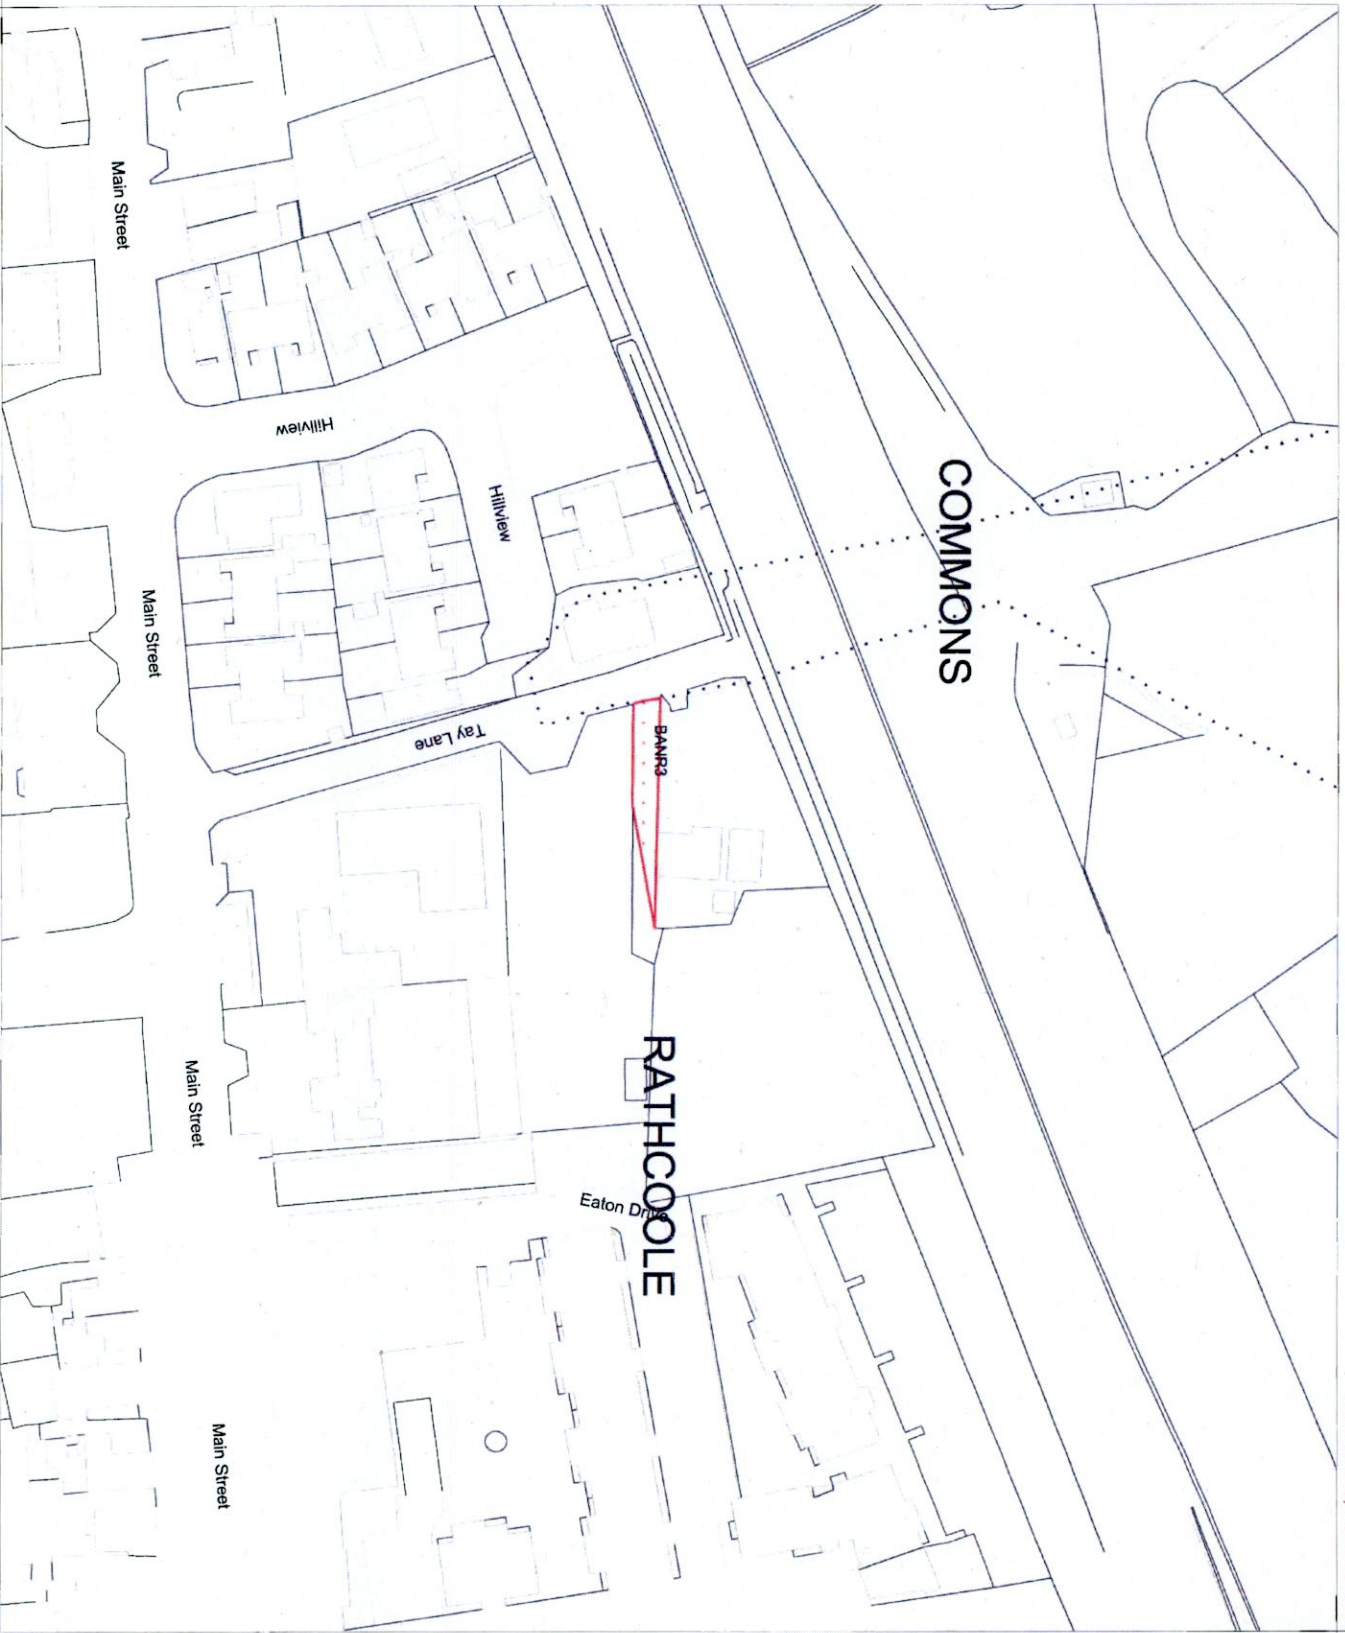 Main Street
Hillview
Hillview
COMMONS
Main Street
Tay Lane
BANR3
RATHCOOLE
Main Street
Eaton Drive
Main Street